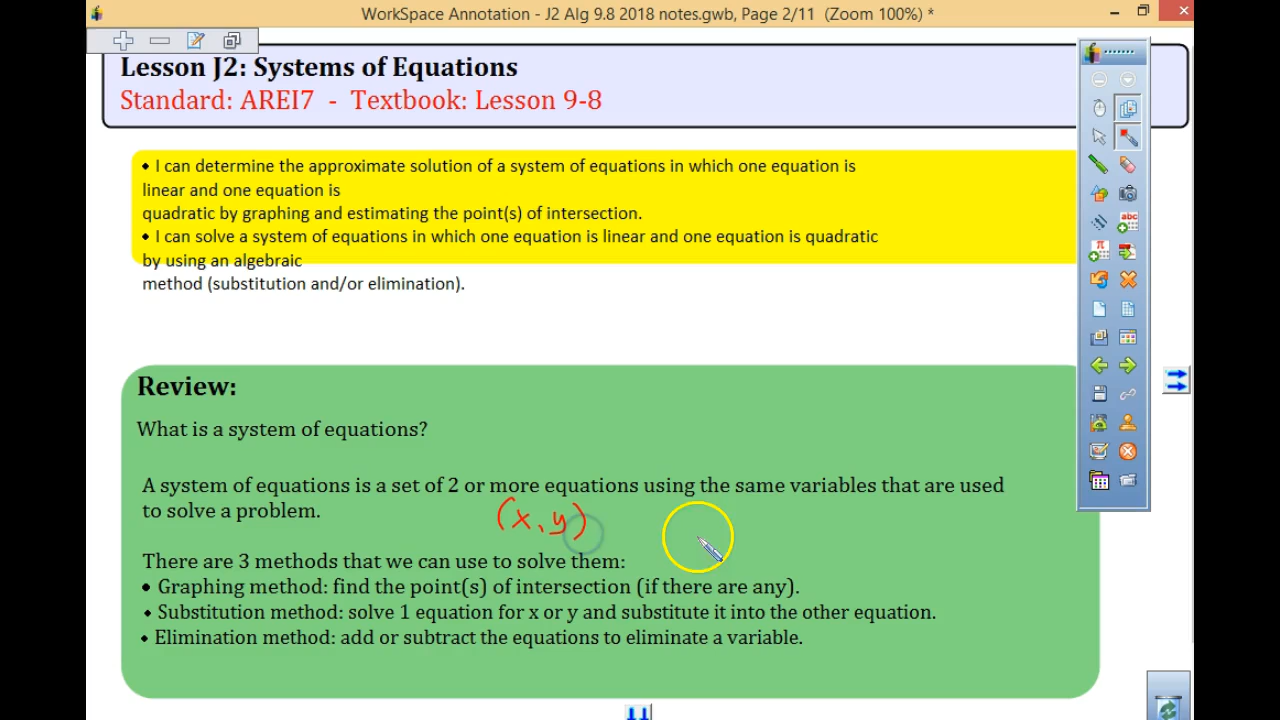 WorkSpace Annotation - J2 Alg 9.8 2018 notes.gwb, Page 2/11 (Zoom 100%) *
Lesson J2: Systems of Equations
Standard: AREI7 - Textbook: Lesson 9-8
• I can determine the approximate solution of a system of equations in which one equation is
linear and one equation is
quadratic by graphing and estimating the point(s) of intersection.
• I can solve a system of equations in which one equation is linear and one equation is quadratic
by using an algebraic
method (substitution and/or elimination).
Review:
What is a system of equations?
A system of equations is a set of 2 or more equations using the same variables that are used
to solve a problem.
(x, y)
There are 3 methods that we can use to solve them:
• Graphing method: find the point(s) of intersection (if there are any).
• Substitution method: solve 1 equation for x or y and substitute it into the other equation.
• Elimination method: add or subtract the equations to eliminate a variable.
abc
π